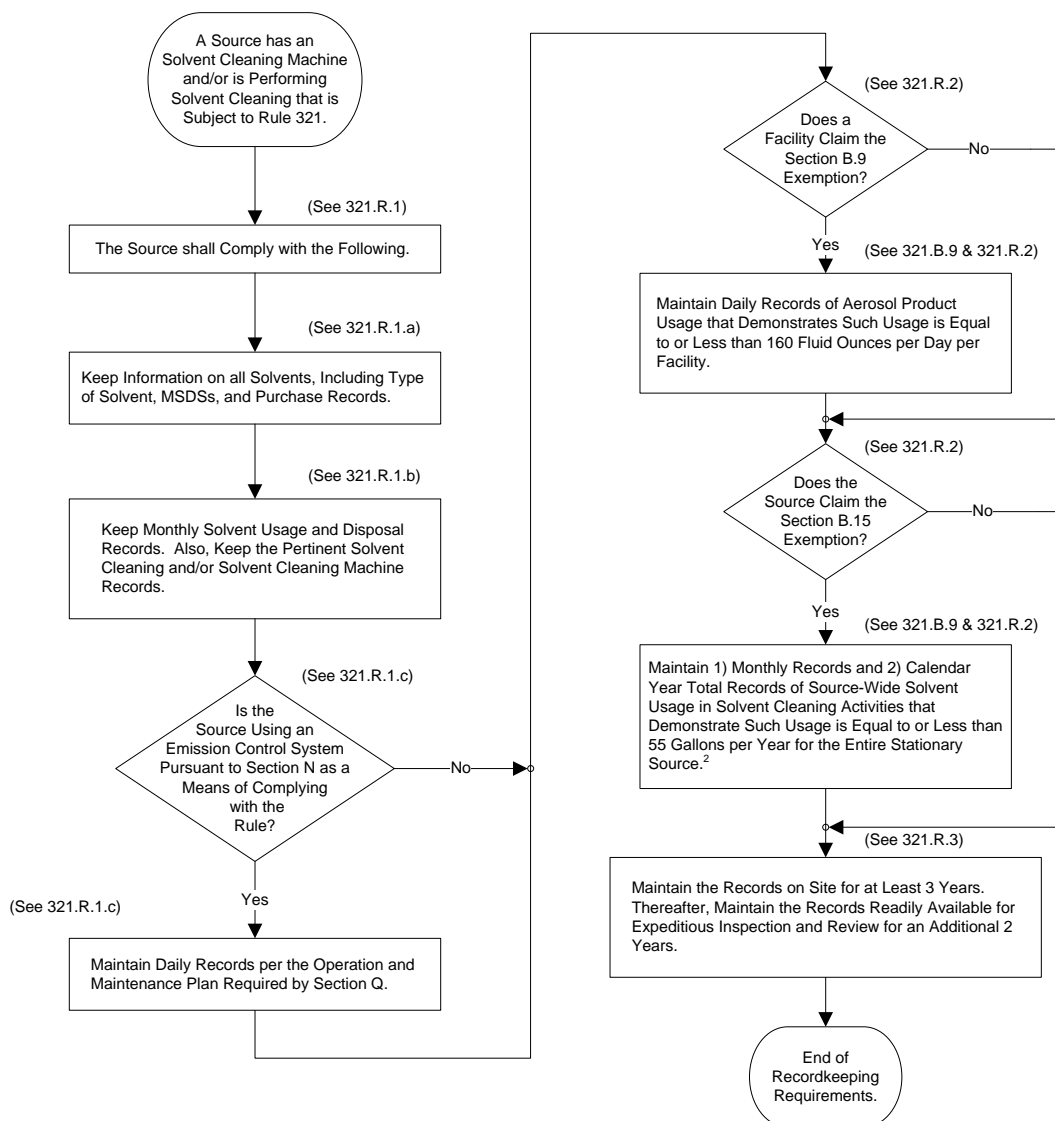 A Source has an
Solvent Cleaning Machine
and/or is Performing
Solvent Cleaning that is
Subject to Rule 321.
(See 321.R.1)
The Source shall Comply with the Following.
(See 321.R.1.a)
Keep Information on all Solvents, Including Type
of Solvent, MSDSs, and Purchase Records.
(See 321.R.1.b)
Keep Monthly Solvent Usage and Disposal
Records.  Also, Keep the Pertinent Solvent
Cleaning and/or Solvent Cleaning Machine
Records.
(See 321.R.1.c)
Is the
Source Using an
Emission Control System
Pursuant to Section N as a
Means of Complying
with the
Rule?
No
Yes
(See 321.R.1.c)
Maintain Daily Records per the Operation and
Maintenance Plan Required by Section Q.
(See 321.R.2)
Does a
Facility Claim the
Section B.9
Exemption?
No
Yes
(See 321.B.9 & 321.R.2)
Maintain Daily Records of Aerosol Product
Usage that Demonstrates Such Usage is Equal
to or Less than 160 Fluid Ounces per Day per
Facility.
(See 321.R.2)
Does the
Source Claim the
Section B.15
Exemption?
No
Yes
(See 321.B.9 & 321.R.2)
Maintain 1) Monthly Records and 2) Calendar
Year Total Records of Source-Wide Solvent
Usage in Solvent Cleaning Activities that
Demonstrate Such Usage is Equal to or Less than
55 Gallons per Year for the Entire Stationary
Source.²
(See 321.R.3)
Maintain the Records on Site for at Least 3 Years.
Thereafter, Maintain the Records Readily Available for
Expeditious Inspection and Review for an Additional 2
Years.
End of
Recordkeeping
Requirements.